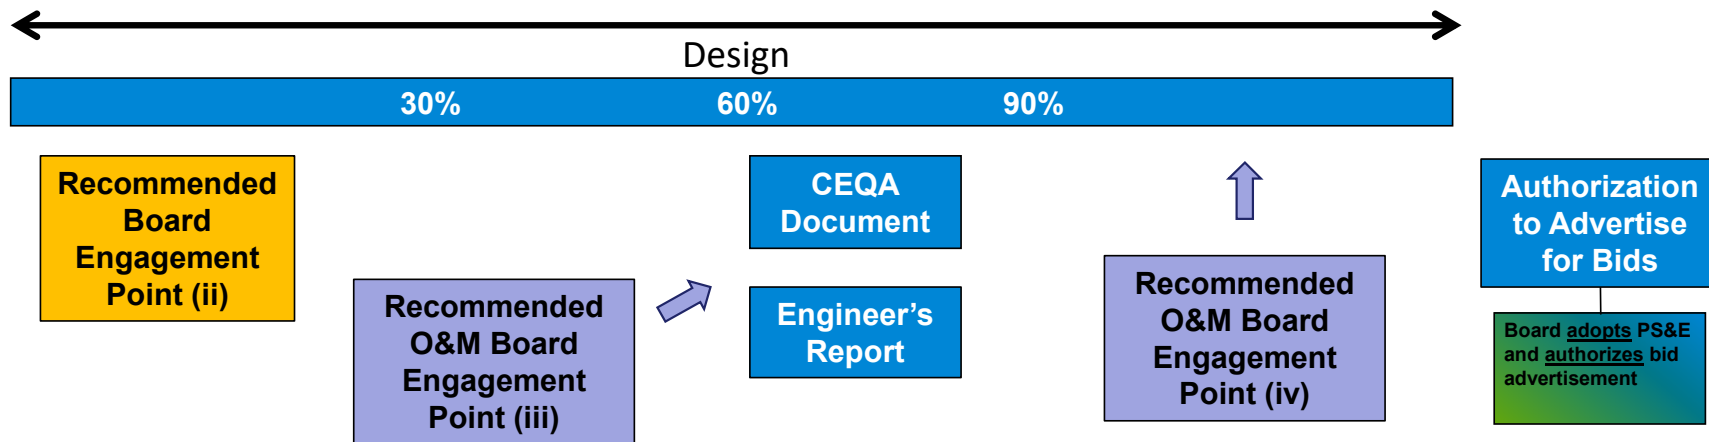 Design
30% 60% 90%
Recommended
Board
Engagement
Point (ii)
Recommended
O&M Board
Engagement
Point (iii)
CEQA
Document
Engineer’s
Report
Recommended
O&M Board
Engagement
Point (iv)
Authorization
to Advertise
for Bids
Board adopts PS&E
and authorizes bid
advertisement